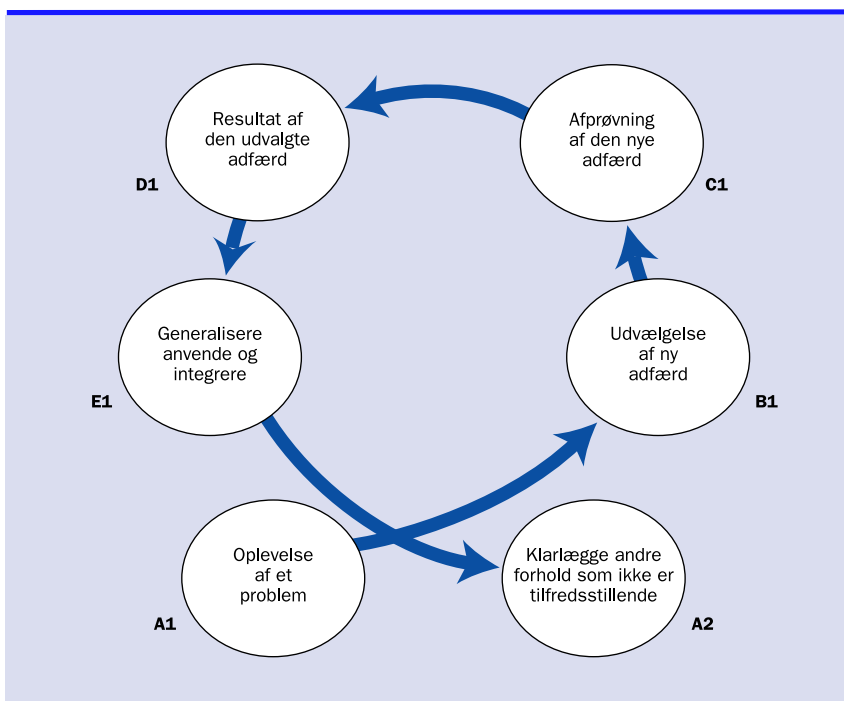 Resultat af
den udvalgte
adfærd
D1
Afprøvning
af den nye
adfærd
C1
Generalisere
anvende og
integrere
E1
Udvælgelse
af ny
adfærd
B1
Oplevelse
af et
problem
A1
Klarlægge andre
forhold som ikke er
tilfredsstillende
A2